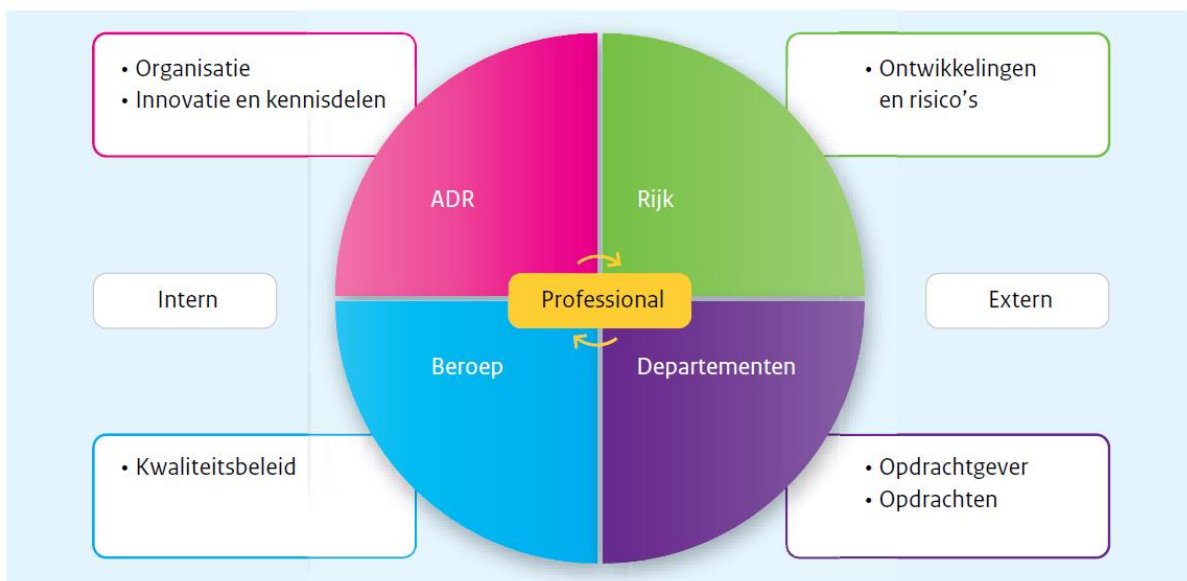 • Organisatie
• Innovatie en kennisdelen
• Ontwikkelingen
en risico's
ADR
Rijk
Intern
Professional
Extern
Beroep
Departementen
• Kwaliteitsbeleid
• Opdrachtgever
• Opdrachten